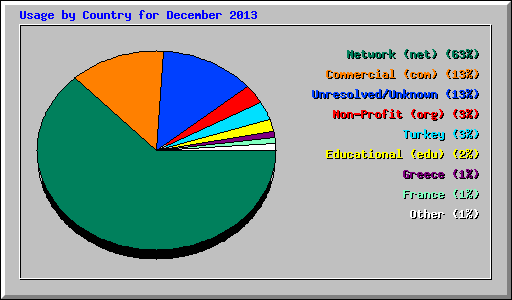 Usage by Country for December 2013
Network (net) (63%)
Commercial (com) (13%)
Unresolved/Unknown (13%)
Non-Profit (org) (3%)
Turkey (3%)
Educational (edu) (2%)
Greece (1%)
France (1%)
Other (1%)